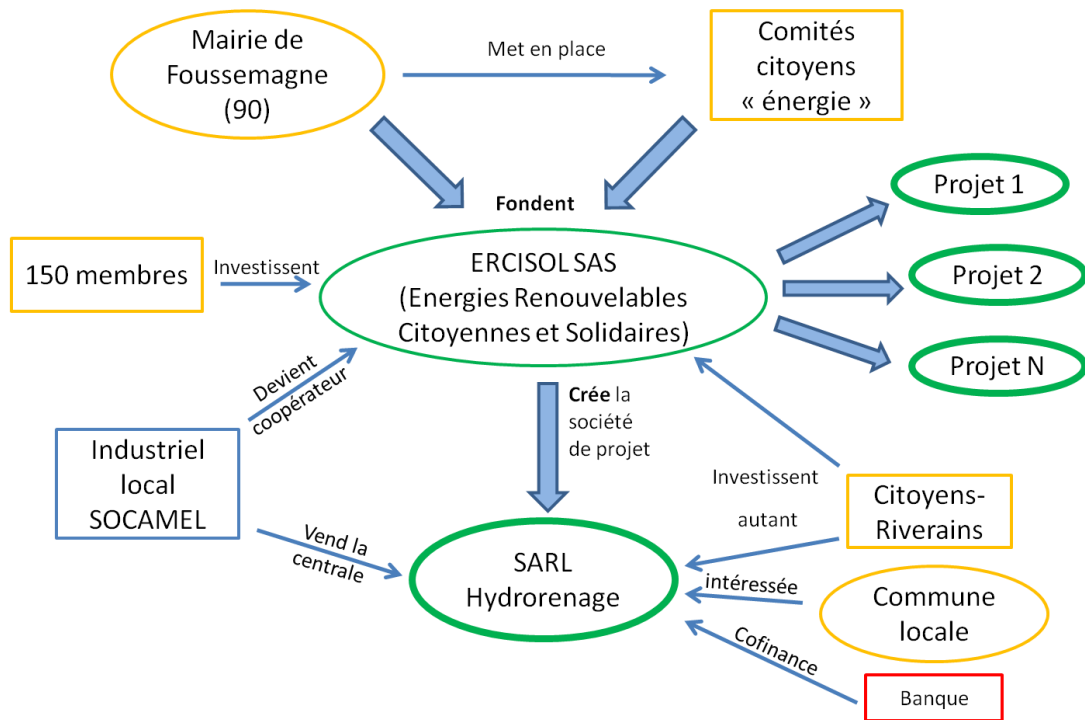 Mairie de
Foussemagne
(90)
Met en place
Comités
citoyens
« énergie »
Fondent
Projet 1
150 membres
Investissent
ERCISOL SAS
(Energies Renouvelables
Citoyennes et Solidaires)
Projet 2
Projet N
Devient
coopérateur
Crée la
société
de projet
Industriel
local
SOCAMEL
Investissent
autant
Citoyens-
Riverains
Vend la
centrale
SARL
Hydrorenage
intéressée
Commune
locale
Cofinance
Banque